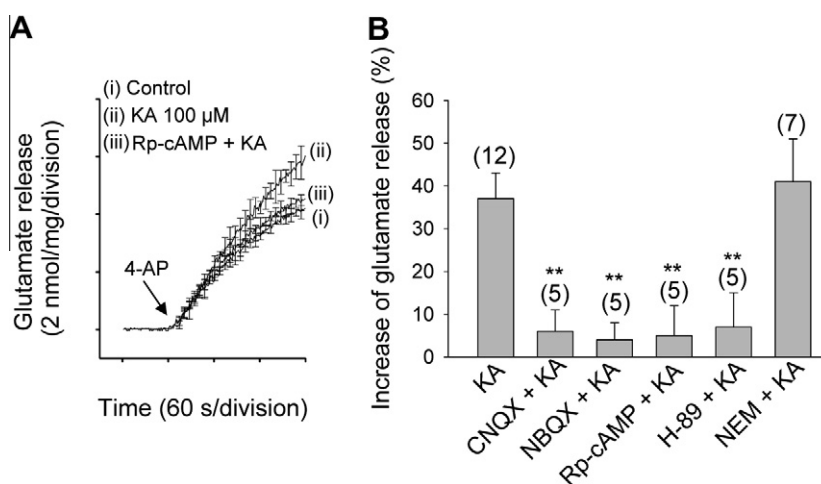 A
(i) Control
(ii) KA 100 μM
(iii) Rp-cAMP + KA
(ii)
(iii)
(i)
4-AP
Glutamate release
(2 nmol/mg/division)
Time (60 s/division)
B
Increase of glutamate release (%)
60
50
40
30
20
10
0
(12)
**
(5)
**
(5)
**
(5)
**
(5)
(7)
KA
CNQX + KA
NBQX + KA
Rp-cAMP + KA
H-89 + KA
NEM + KA